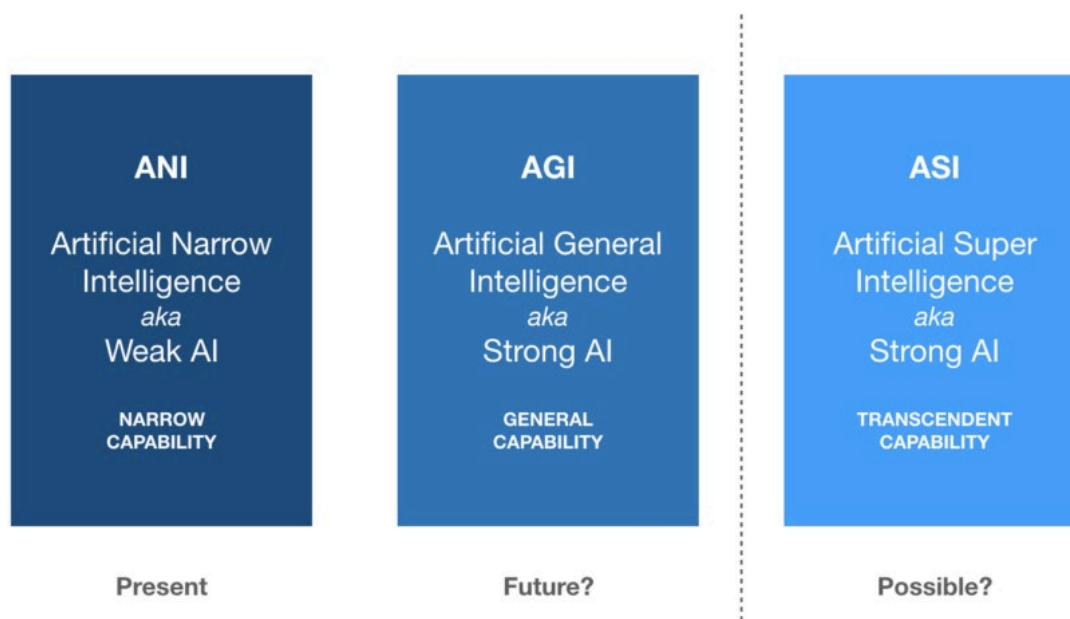 ANI
Artificial Narrow
Intelligence
aka
Weak AI
NARROW
CAPABILITY
Present
AGI
Artificial General
Intelligence
aka
Strong AI
GENERAL
CAPABILITY
Future?
ASI
Artificial Super
Intelligence
aka
Strong AI
TRANSCENDENT
CAPABILITY
Possible?